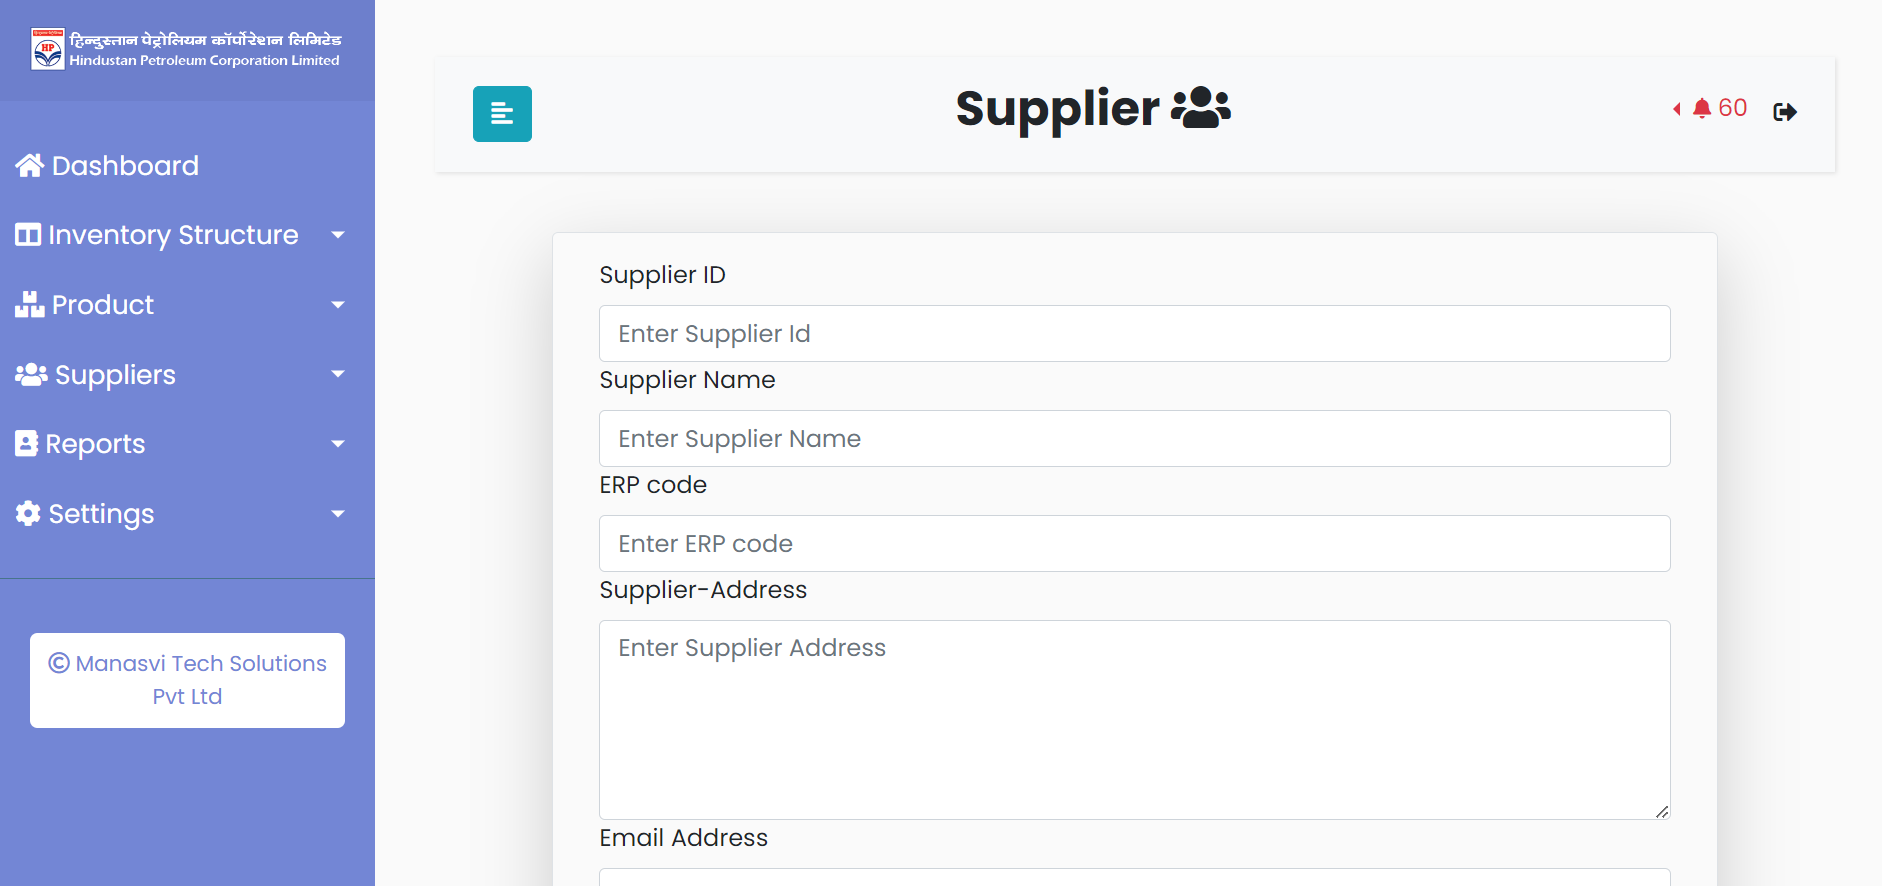 हिन्दुस्तान पेट्रोलियम कॉर्पोरेशन लिमिटेड
HP
Hindustan Petroleum Corporation Limited
Supplier
60
Dashboard
Inventory Structure
Product
Suppliers
Reports
Settings
© Manasvi Tech Solutions
Pvt Ltd
Supplier ID
Enter Supplier Id
Supplier Name
Enter Supplier Name
ERP code
Enter ERP code
Supplier-Address
Enter Supplier Address
Email Address